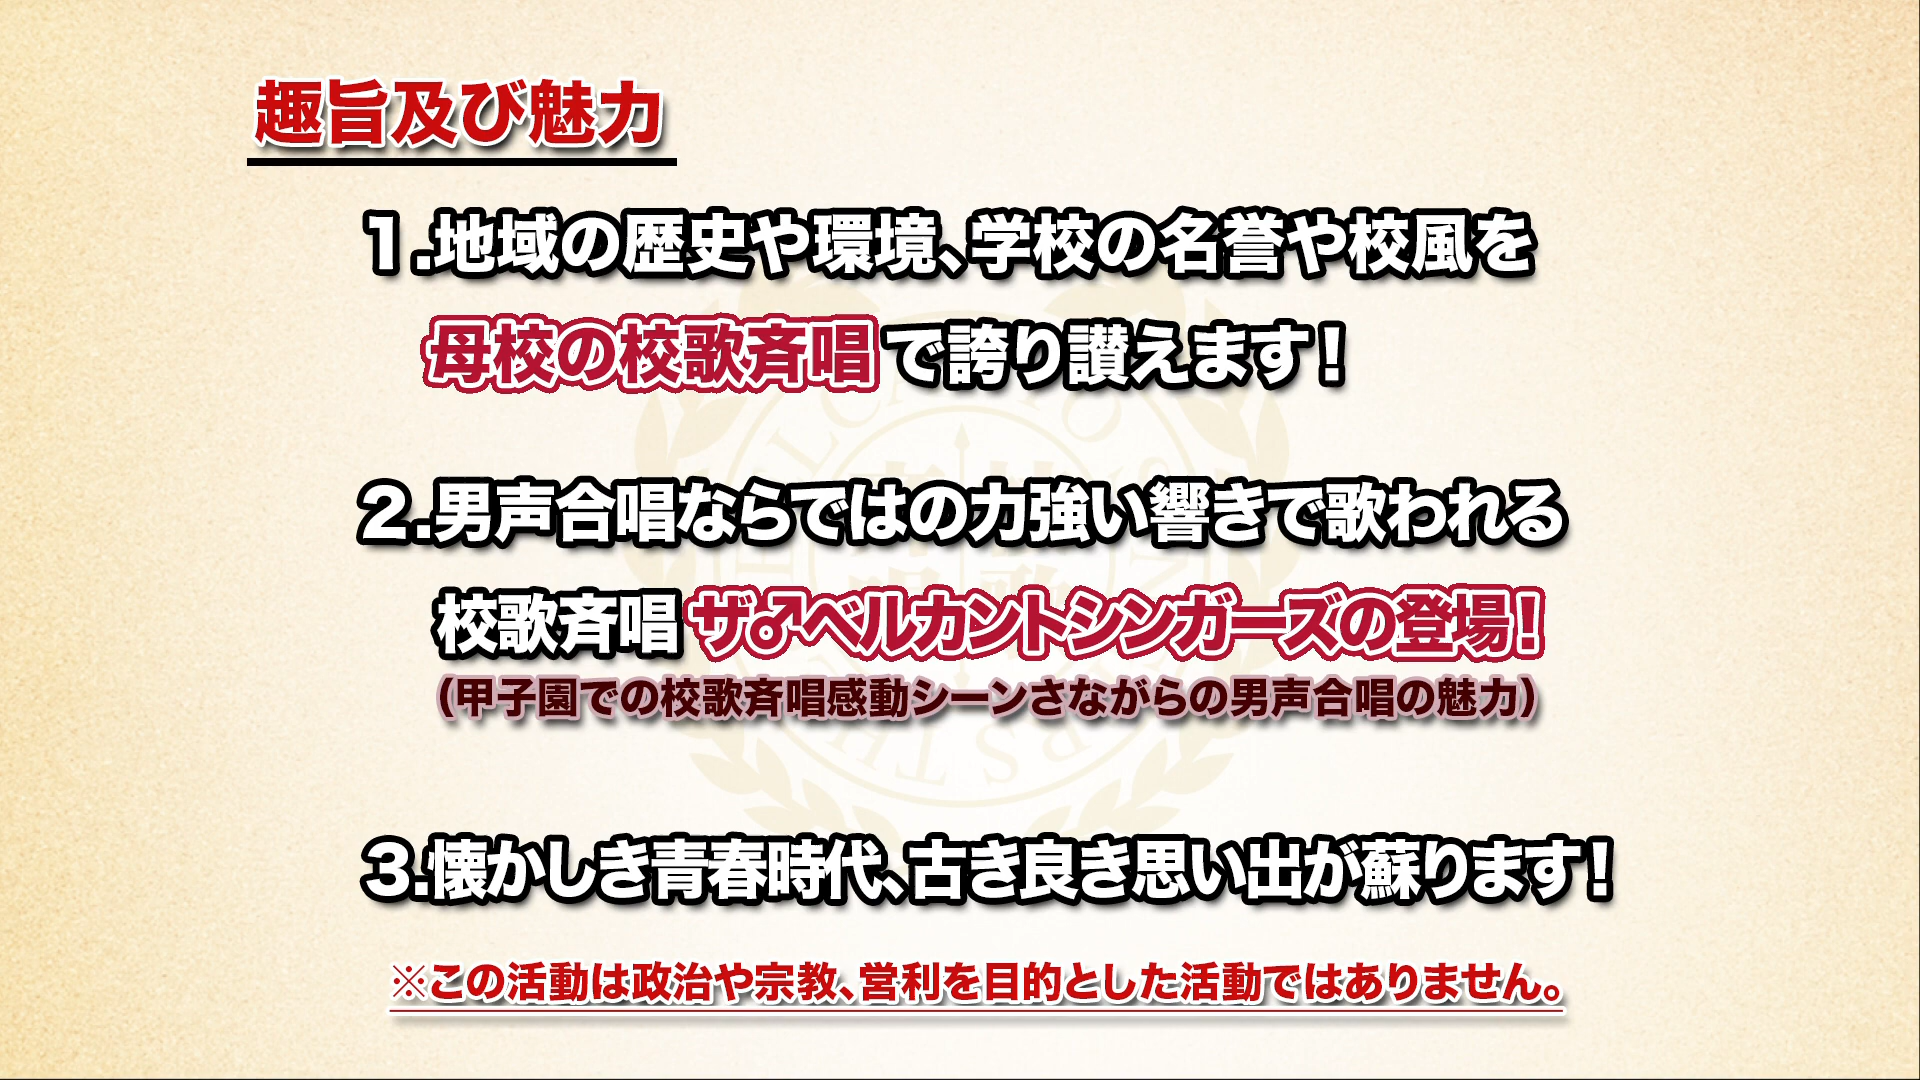 趣旨及び魅力
1.地域の歴史や環境、学校の名誉や校風を
母校の校歌斉唱で誇り讃えます！
2.男声合唱ならではの力強い響きで歌われる
校歌斉唱 ザ♂ベルカントシンガーズの登場！
(甲子園での校歌斉唱感動シーンさながらの男声合唱の魅力)
3.懐かしき青春時代、古き良き思い出が蘇ります！
※この活動は政治や宗教、営利を目的とした活動ではありません。